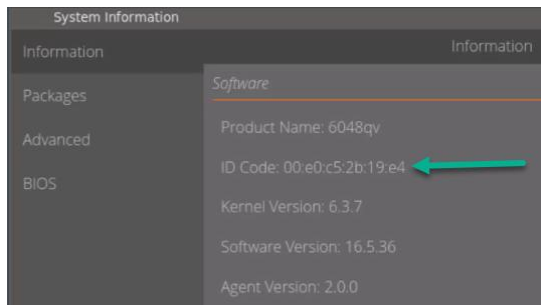 System Information
Information
Information
Packages
Advanced
BIOS
Software
Product Name: 6048qv
ID Code: 00:e0:c5:2b:19:e4
Kernel Version: 6.3.7
Software Version: 16.5.36
Agent Version: 2.0.0